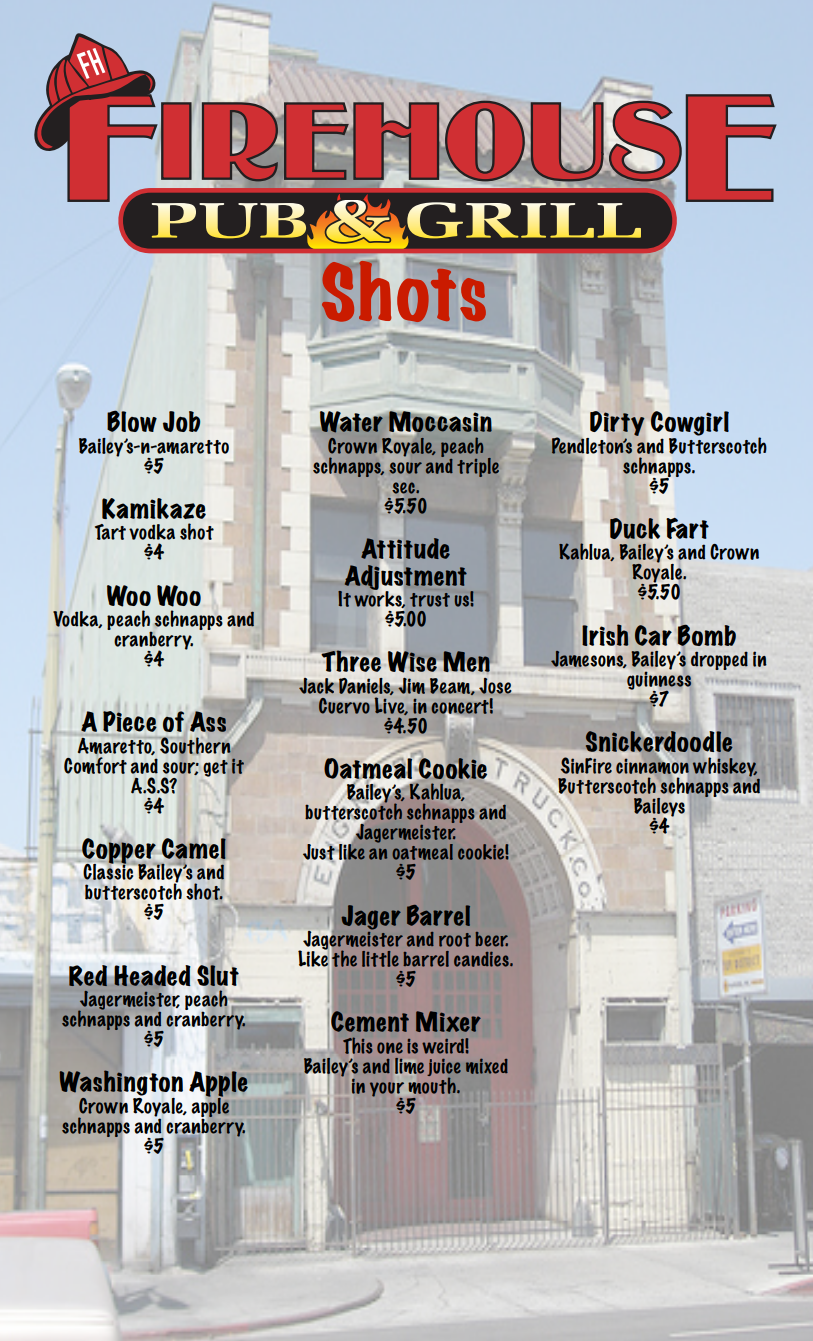 FH
FIREHOUSE
PUB & GRILL
Shots
Blow Job
Bailey's-n-amaretto
$5
Kamikaze
Tart vodka shot
$4
Woo Woo
Vodka, peach schnapps and
cranberry.
$4
A Piece of Ass
Amaretto, Southern
Comfort and sour; get it
A.S.S?
$4
Copper Camel
Classic Bailey's and
butterscotch shot.
$5
Red Headed Slut
Jagermeister, peach
schnapps and cranberry.
$5
Washington Apple
Crown Royale, apple
schnapps and cranberry.
$5
Water Moccasin
Crown Royale, peach
schnapps, sour and triple
sec.
$5.50
Attitude
Adjustment
It works, trust us!
$5.00
Three Wise Men
Jack Daniels, Jim Beam, Jose
Cuervo Live, in concert!
$4.50
Oatmeal Cookie
Bailey's, Kahlua,
butterscotch schnapps and
Jagermeister.
Just like an oatmeal cookie!
$5
Jager Barrel
Jagermeister and root beer.
Like the little barrel candies.
$5
Cement Mixer
This one is weird!
Bailey's and lime juice mixed
in your mouth.
$5
Dirty Cowgirl
Pendleton's and Butterscotch
schnapps.
$5
Duck Fart
Kahlua, Bailey's and Crown
Royale.
$5.50
Irish Car Bomb
Jamesons, Bailey's dropped in
guinness
$7
Snickerdoodle
SinFire cinnamon whiskey,
Butterscotch schnapps and
Baileys
$4
TRUCK CO.
PARKING